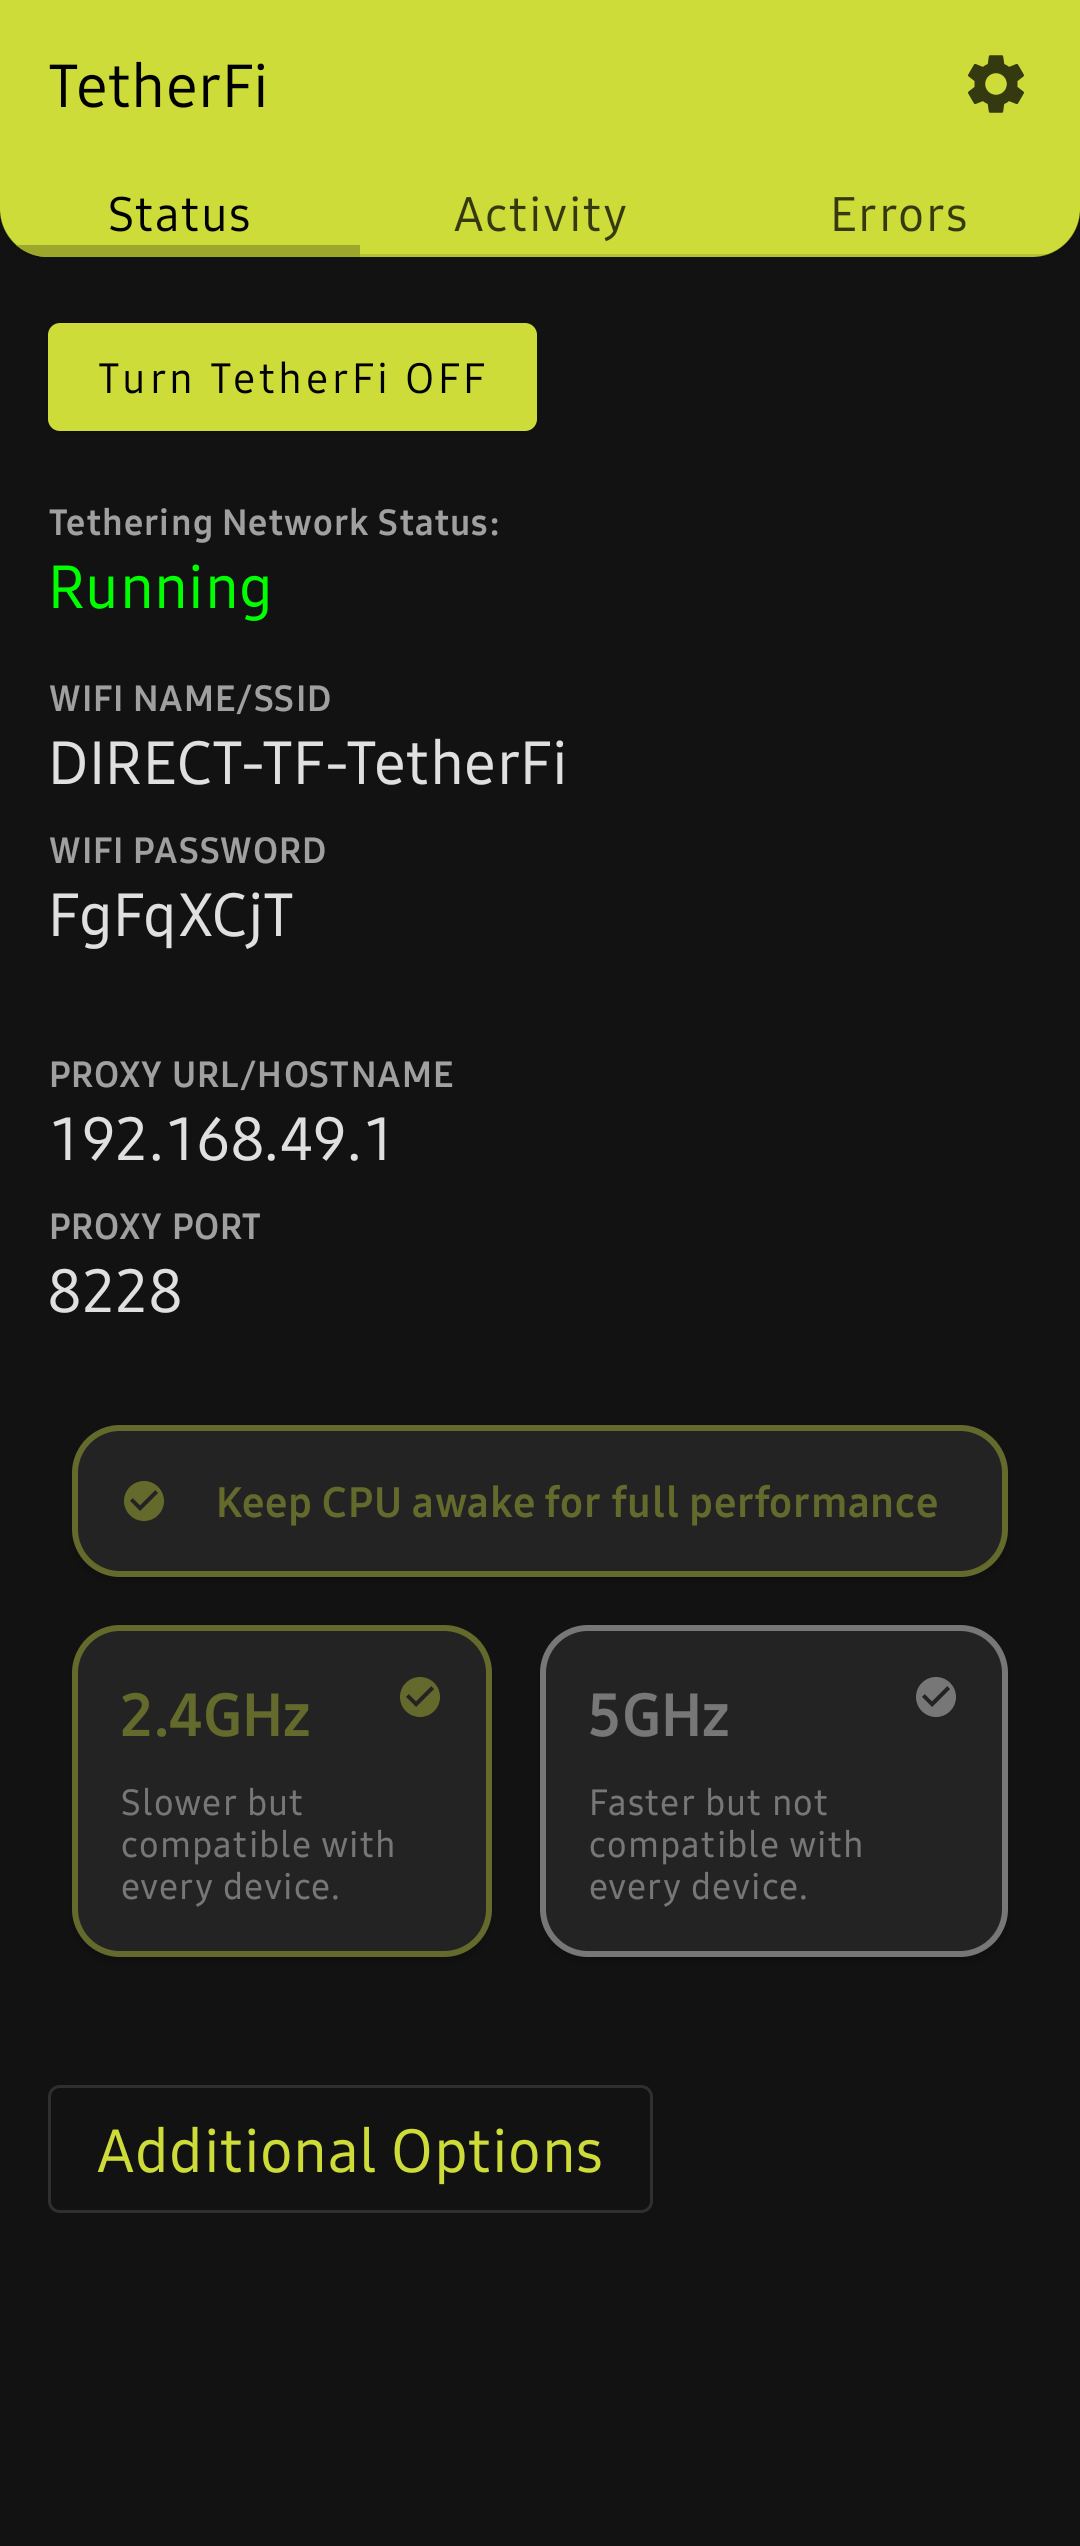 TetherFi
Status
Activity
Errors
Turn TetherFi OFF
Tethering Network Status:
Running
WIFI NAME/SSID
DIRECT-TF-TetherFi
WIFI PASSWORD
FgFqXCjT
PROXY URL/HOSTNAME
192.168.49.1
PROXY PORT
8228
Keep CPU awake for full performance
2.4GHz
Slower but
compatible with
every device.
5GHz
Faster but not
compatible with
every device.
Additional Options